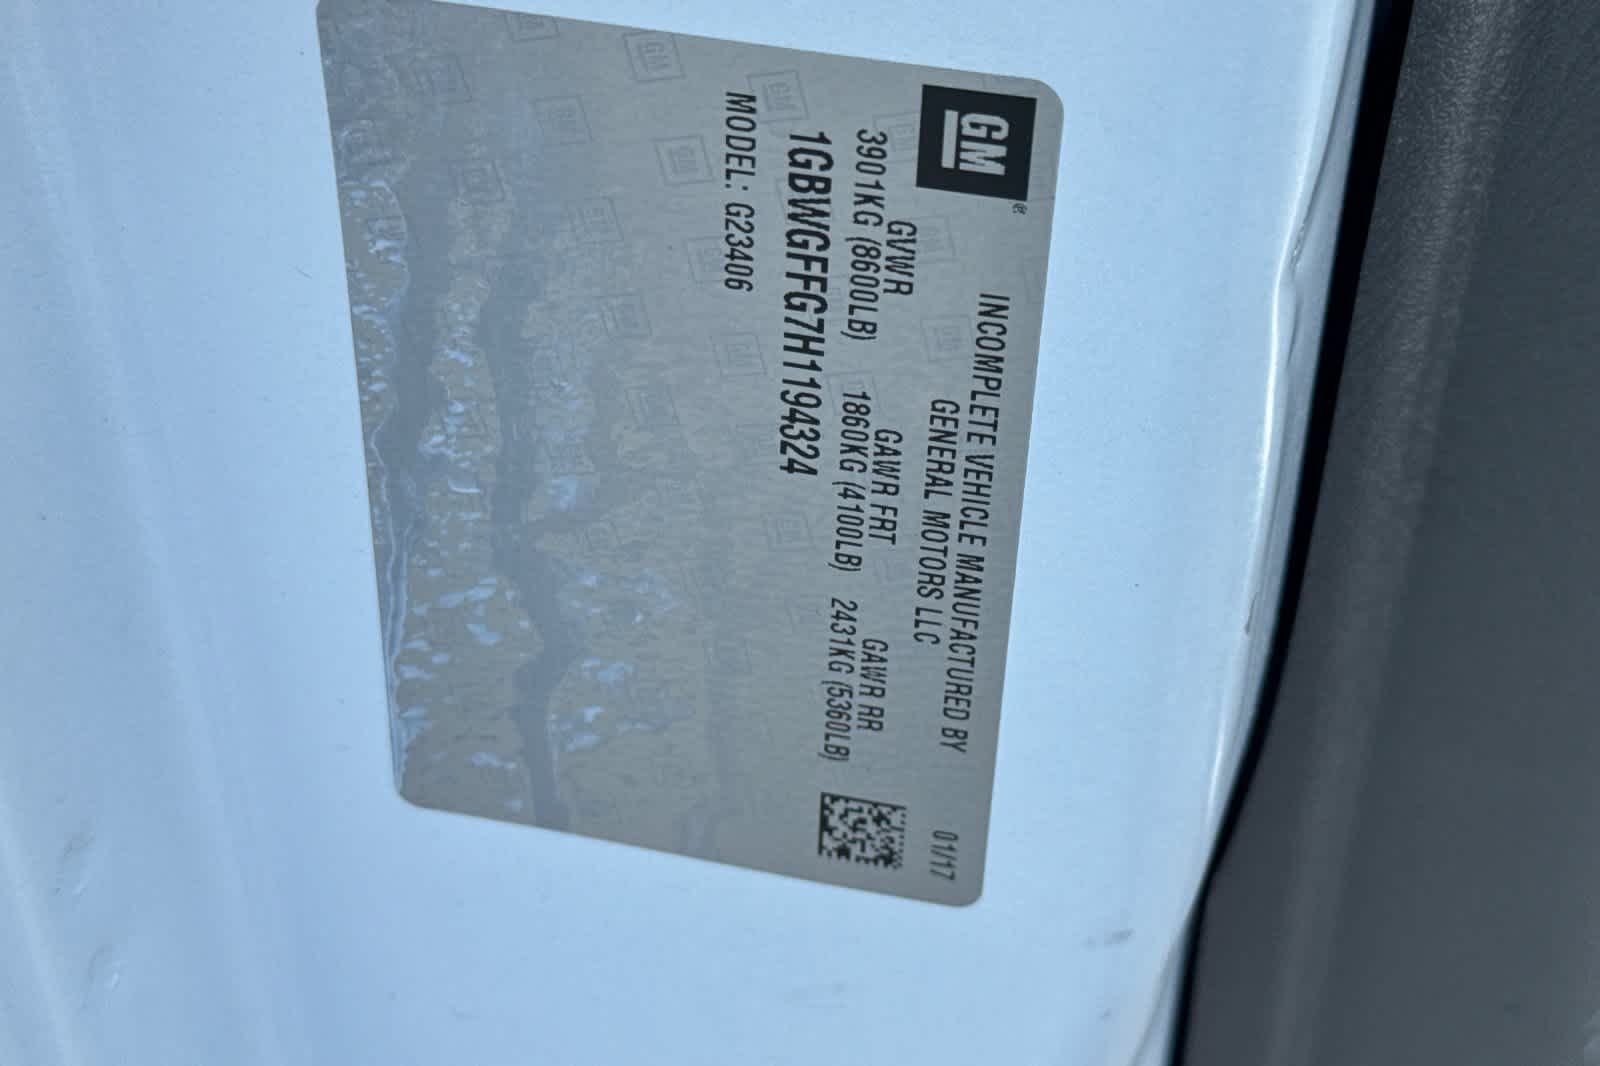 GM®
INCOMPLETE VEHICLE MANUFACTURED BY
GENERAL MOTORS LLC
01/17
GVWR GAWR FRT GAWR RR
3901KG (8600LB) 1860KG (4100LB) 2431KG (5360LB)
1GBWGFFG7H1194324
MODEL: G23406